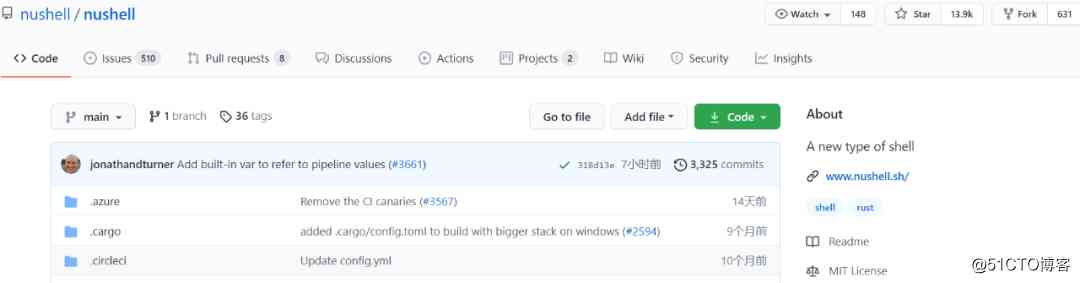 nushell / nushell Watch 148 Star 13.9k Fork 631
Code Issues 510 Pull requests 8 Discussions Actions Projects 2 Wiki Security Insights
main 1 branch 36 tags Go to file Add file Code About
jonathandturner Add built-in var to refer to pipeline values (#3661) 318d13e 7小时前 3,325 commits A new type of shell
www.nushell.sh/
.azure Remove the CI canaries (#3567) 14天前 shell rust
.cargo added .cargo/config.toml to build with bigger stack on windows (#2594) 9个月前 Readme
.circleci Update config.yml 10个月前 MIT License
@51CTO博客